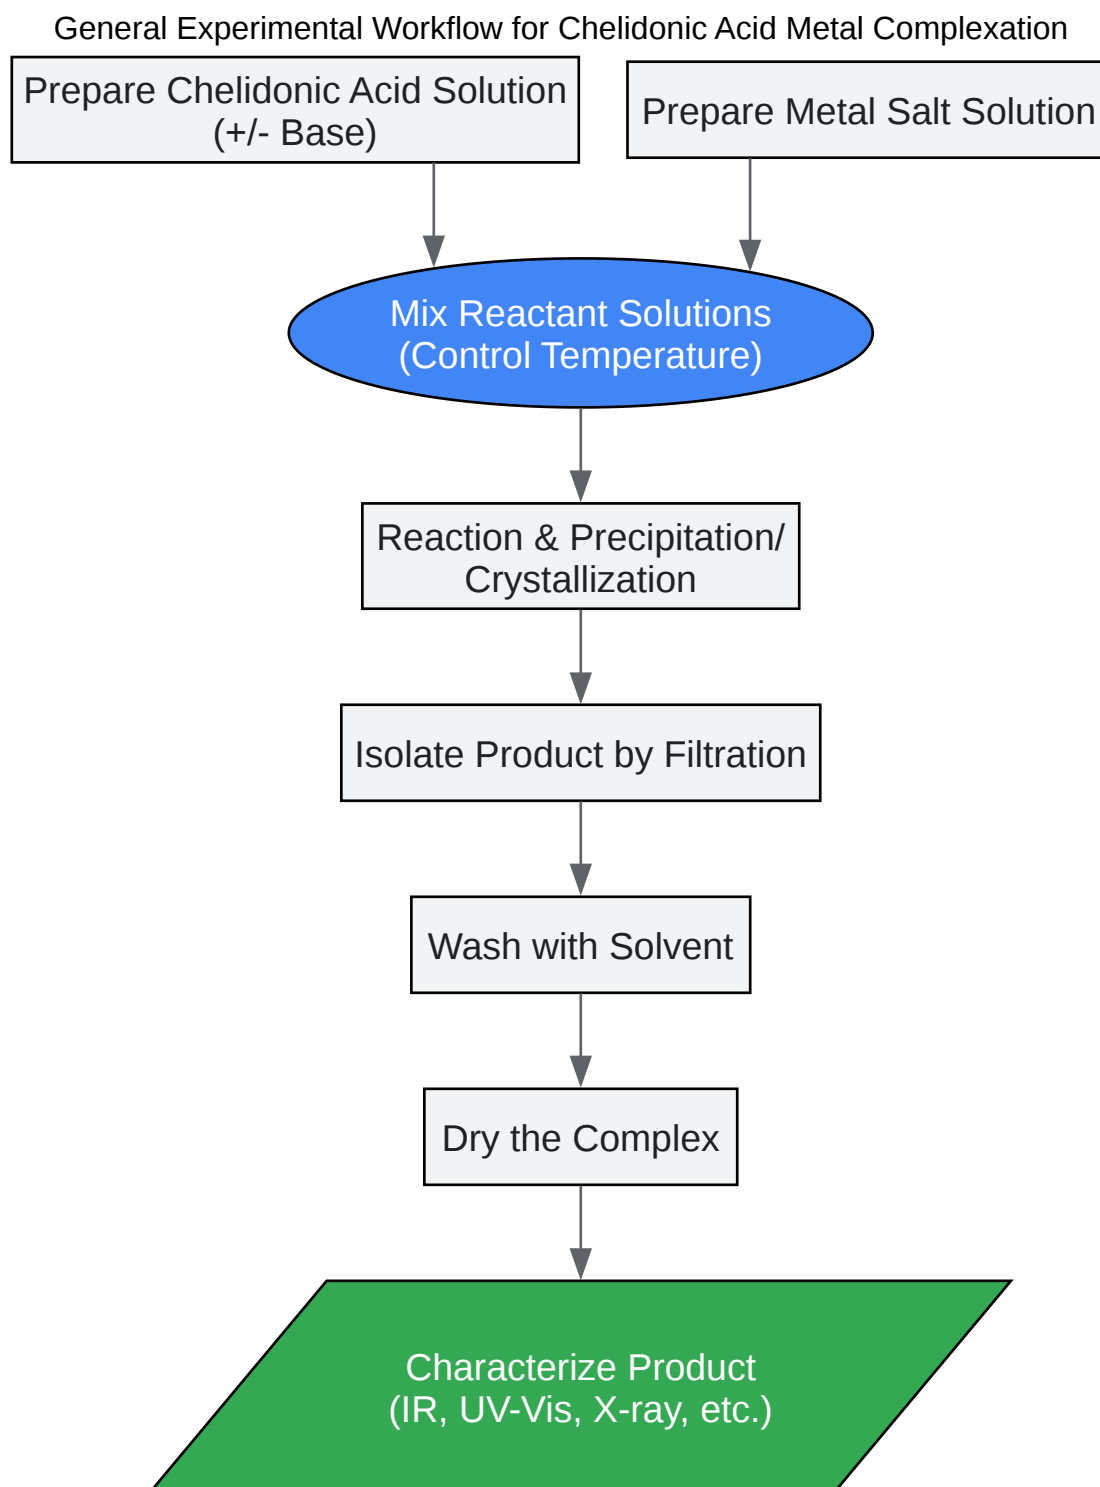 General Experimental Workflow for Chelidonic Acid Metal Complexation
Prepare Chelidonic Acid Solution
(+/- Base)
Prepare Metal Salt Solution
Mix Reactant Solutions
(Control Temperature)
Reaction & Precipitation/
Crystallization
Isolate Product by Filtration
Wash with Solvent
Dry the Complex
Characterize Product
(IR, UV-Vis, X-ray, etc.)